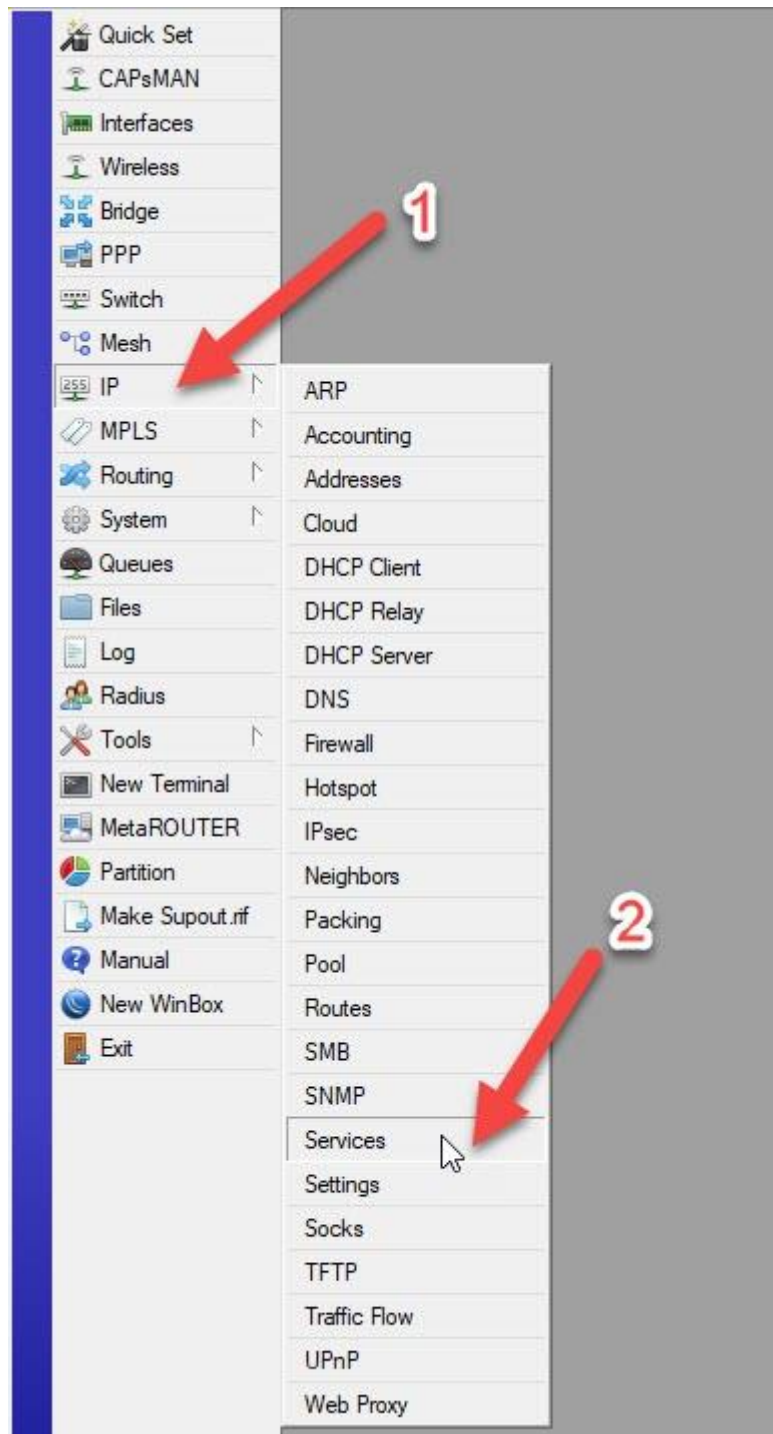 Quick Set
CAPsMAN
Interfaces
Wireless
Bridge
1
PPP
Switch
Mesh
255 IP
MPLS
Routing
System
Queues
Files
Log
Radius
Tools
New Terminal
MetaROUTER
Partition
Make Supout.rif
Manual
New WinBox
Exit
ARP
Accounting
Addresses
Cloud
DHCP Client
DHCP Relay
DHCP Server
DNS
Firewall
Hotspot
IPsec
Neighbors
Packing
2
Pool
Routes
SMB
SNMP
Services
Settings
Socks
TFTP
Traffic Flow
UPnP
Web Proxy